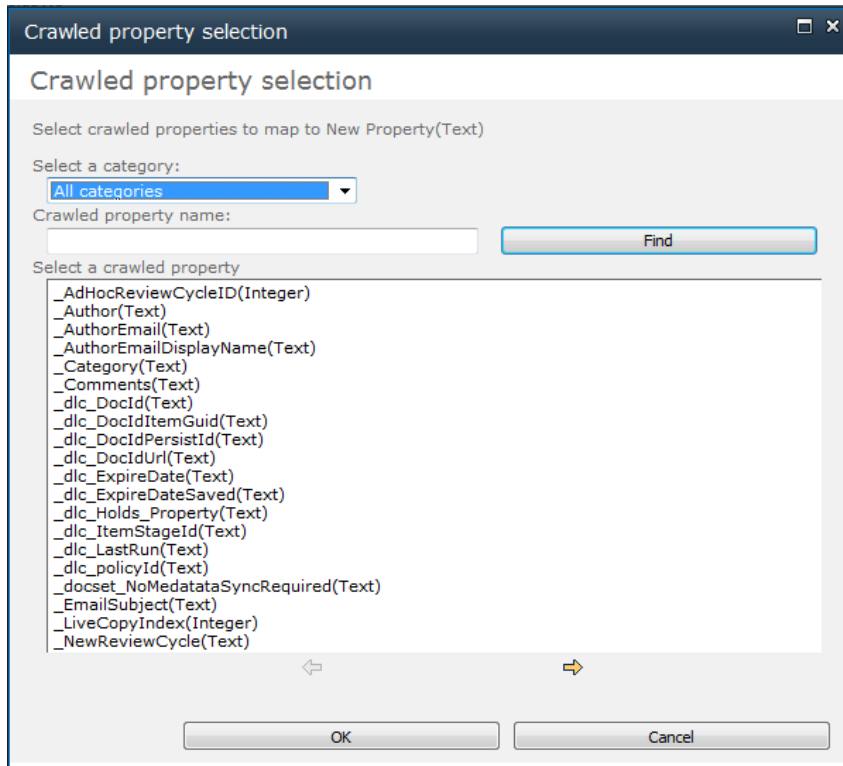 Crawled property selection
Crawled property selection
Select crawled properties to map to New Property(Text)
Select a category:
All categories
Crawled property name:
Find
Select a crawled property
_AdHocReviewCycleID(Integer)
_Author(Text)
_AuthorEmail(Text)
_AuthorEmailDisplayName(Text)
_Category(Text)
_Comments(Text)
_dlc_DocId(Text)
_dlc_DocIdItemGuid(Text)
_dlc_DocIdPersistId(Text)
_dlc_DocIdUrl(Text)
_dlc_ExpireDate(Text)
_dlc_ExpireDateSaved(Text)
_dlc_Holds_Property(Text)
_dlc_ItemStageId(Text)
_dlc_LastRun(Text)
_dlc_policyId(Text)
_docset_NoMedatataSyncRequired(Text)
_EmailSubject(Text)
_LiveCopyIndex(Integer)
_NewReviewCycle(Text)
OK Cancel